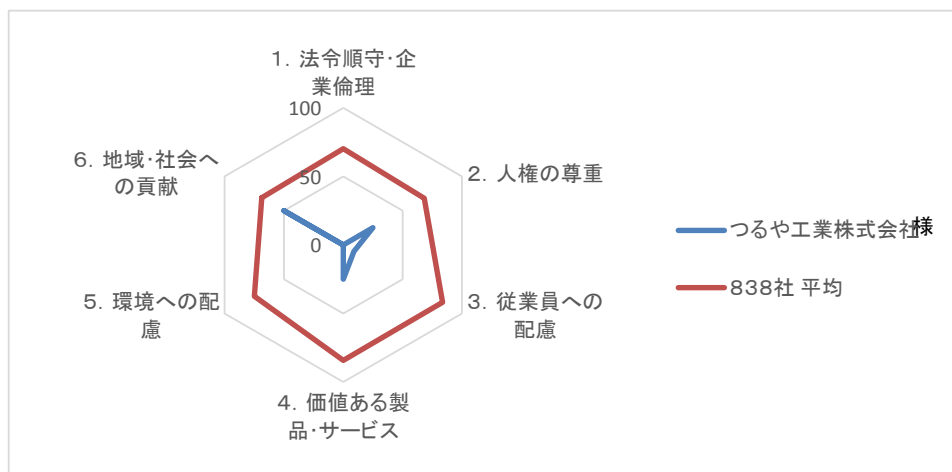 1．法令順守・企
業倫理
100
6．地域・社会へ
の貢献
2．人権の尊重
50
つるや工業株式会社様
0
838社 平均
5．環境への配
慮
3．従業員への
配慮
4．価値ある製
品・サービス